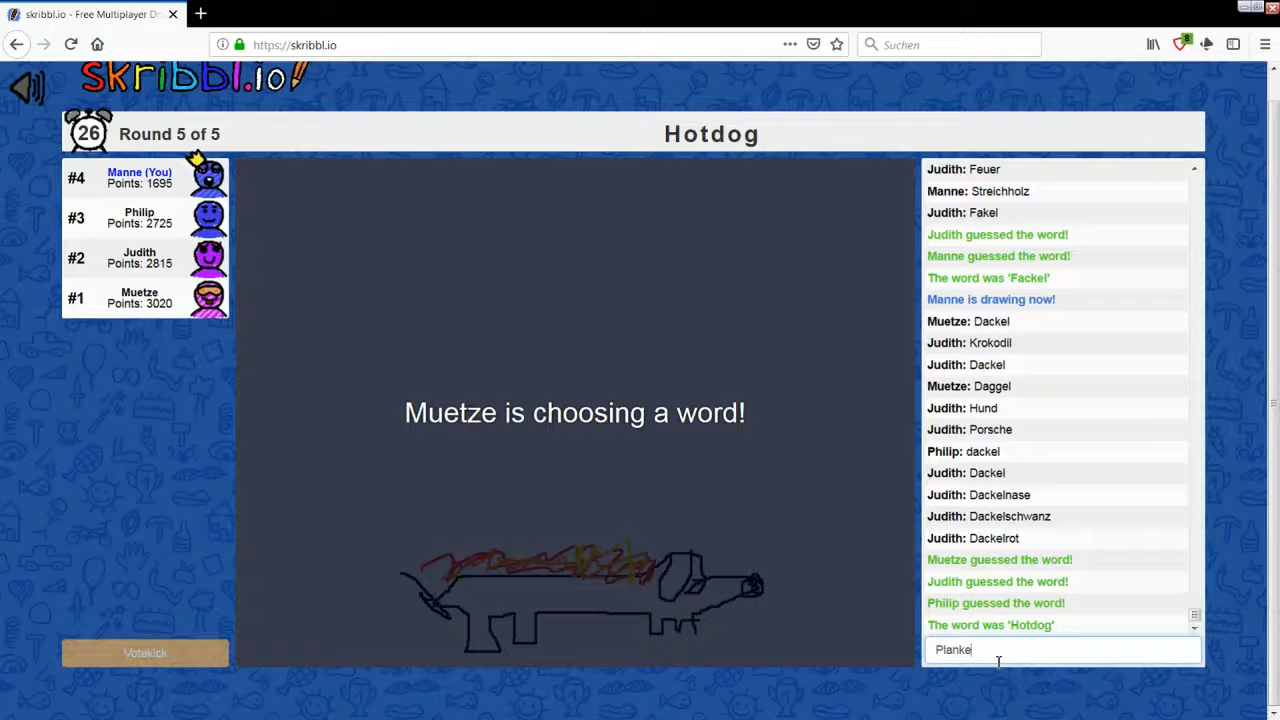 skribbl.io - Free Multiplayer Dr
https://skribbl.io
Suchen
8
skribbl.io!
26
Round 5 of 5
Hotdog
#4
Manne (You)
Points: 1695
#3
Philip
Points: 2725
#2
Judith
Points: 2815
#1
Muetze
Points: 3020
Votekick
Muetze is choosing a word!
Judith: Feuer
Manne: Streichholz
Judith: Fakel
Judith guessed the word!
Manne guessed the word!
The word was 'Fackel'
Manne is drawing now!
Muetze: Dackel
Judith: Krokodil
Judith: Dackel
Muetze: Daggel
Judith: Hund
Judith: Porsche
Philip: dackel
Judith: Dackel
Judith: Dackelnase
Judith: Dackelschwanz
Judith: Dackelrot
Muetze guessed the word!
Judith guessed the word!
Philip guessed the word!
The word was 'Hotdog'
Planke